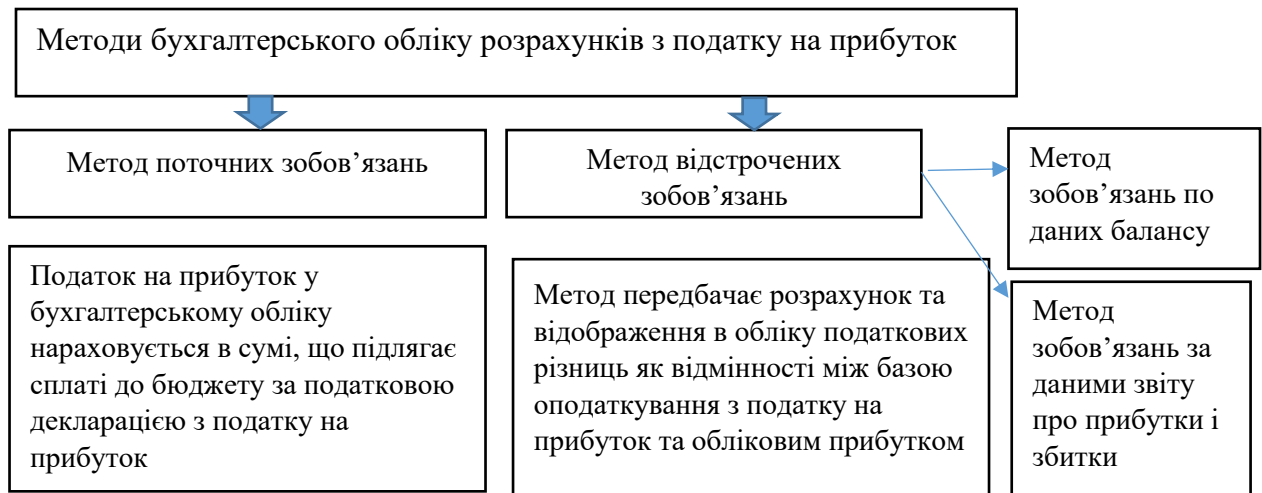 Методи бухгалтерського обліку розрахунків з податку на прибуток
Метод поточних зобов’язань
Метод відстрочених
зобов’язань
Метод
зобов’язань по
даних балансу
Податок на прибуток у
бухгалтерському обліку
нараховується в сумі, що підлягає
сплаті до бюджету за податковою
декларацією з податку на
прибуток
Метод передбачає розрахунок та
відображення в обліку податкових
різниць як відмінності між базою
оподаткування з податку на
прибуток та обліковим прибутком
Метод
зобов’язань за
даними звіту
про прибутки і
збитки